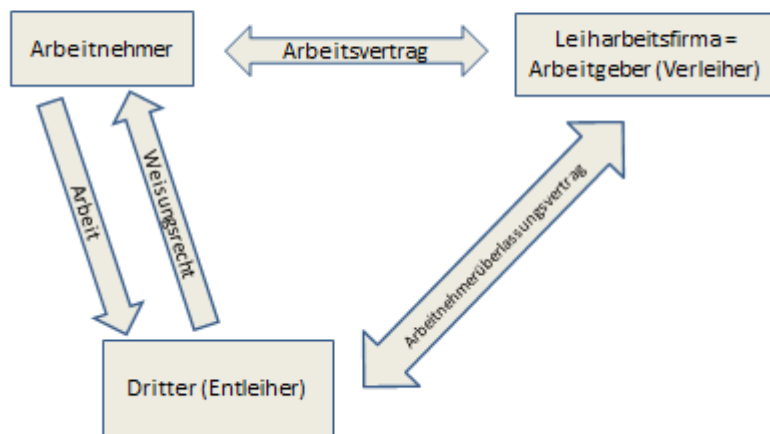 Arbeitnehmer
Arbeitsvertrag
Leiharbeitsfirma =
Arbeitgeber (Verleiher)
Arbeit
Weisungsrecht
Arbeitnehmerüberlassungsvertrag
Dritter (Entleiher)